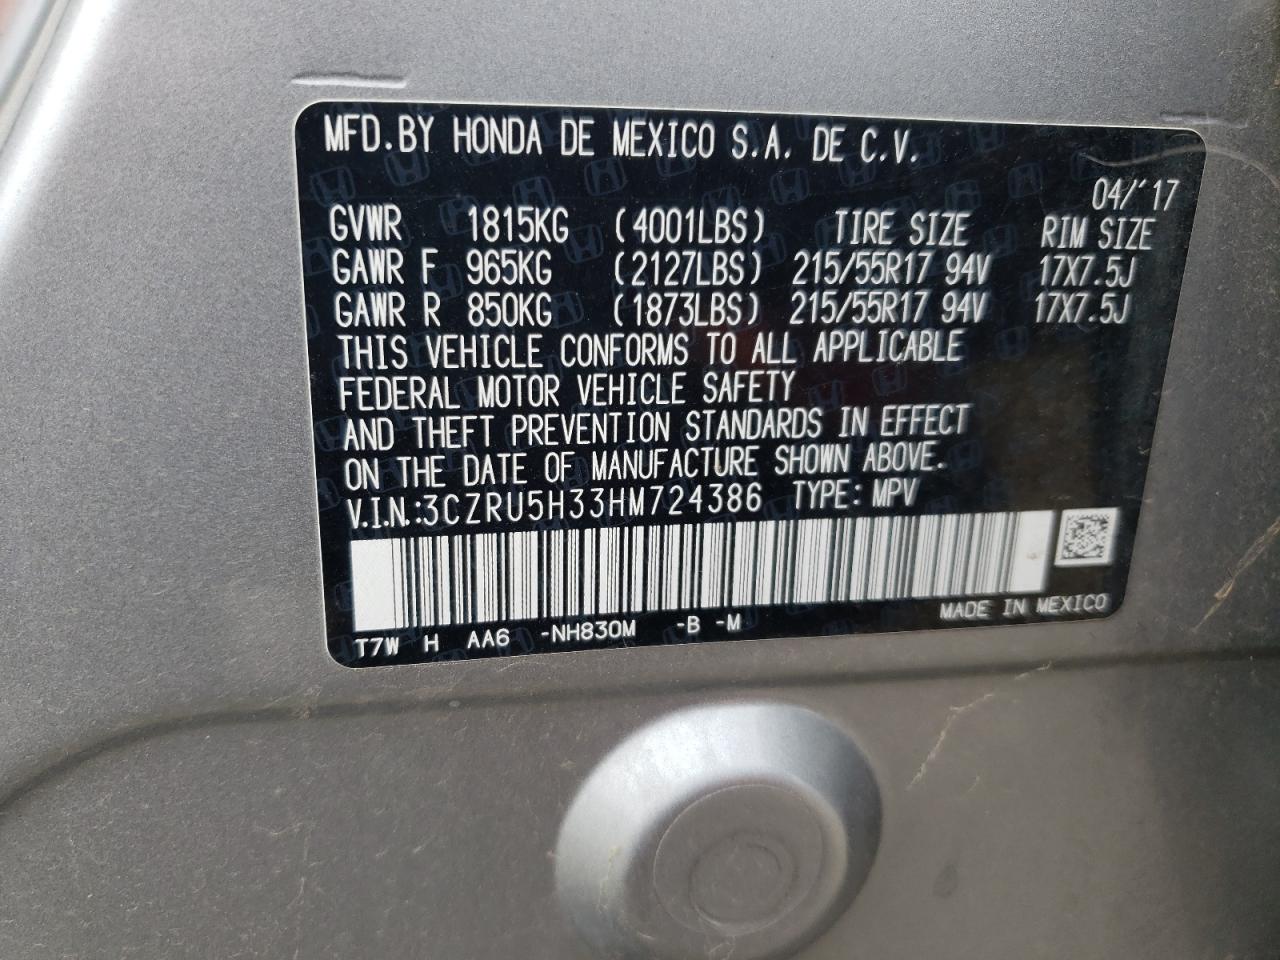 MFD.BY HONDA DE MEXICO S.A. DE C.V.
04/'17
GVWR 1815KG (4001LBS) TIRE SIZE RIM SIZE
GAWR F 965KG (2127LBS) 215/55R17 94V 17X7.5J
GAWR R 850KG (1873LBS) 215/55R17 94V 17X7.5J
THIS VEHICLE CONFORMS TO ALL APPLICABLE
FEDERAL MOTOR VEHICLE SAFETY
AND THEFT PREVENTION STANDARDS IN EFFECT
ON THE DATE OF MANUFACTURE SHOWN ABOVE.
V.I.N.:3CZRU5H33HM724386 TYPE: MPV
MADE IN MEXICO
T7W H AA6 -NH830M -B -M